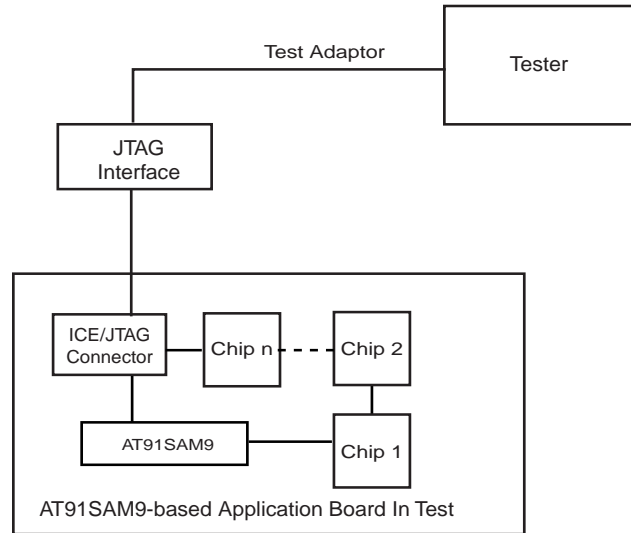 Test Adaptor
Tester
JTAG
Interface
ICE/JTAG
Connector
Chip n
Chip 2
AT91SAM9
Chip 1
AT91SAM9-based Application Board In Test